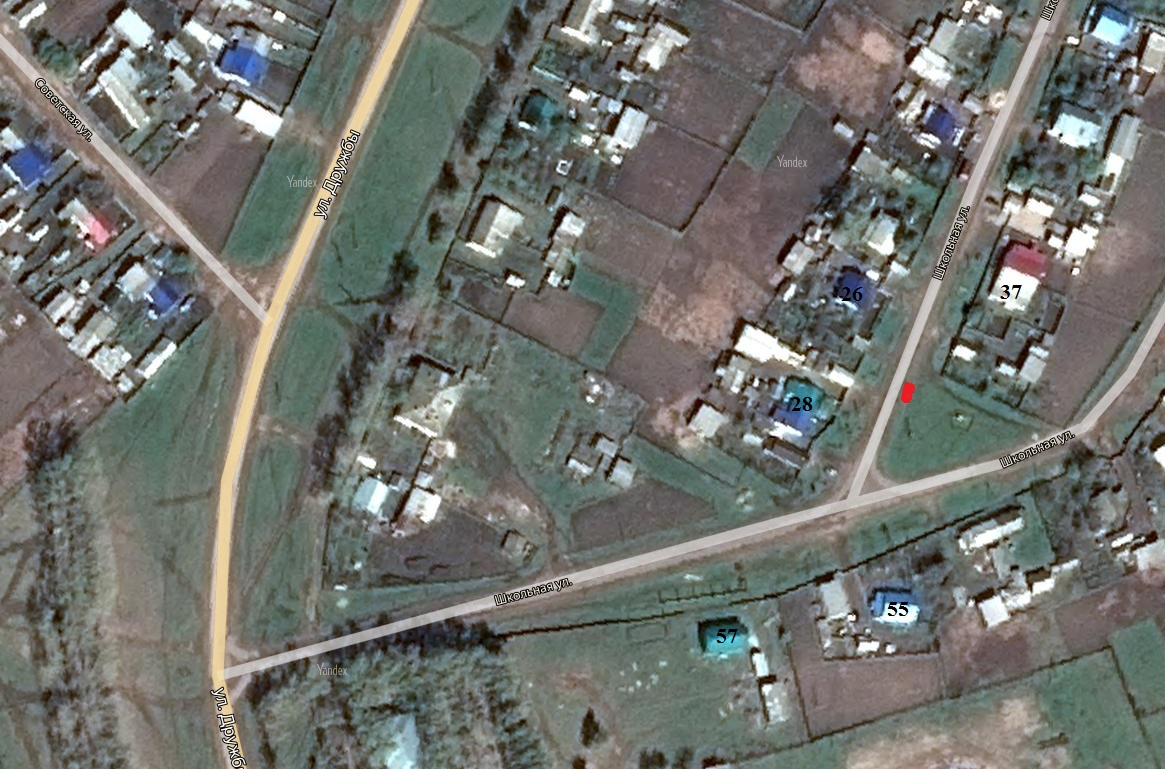 Шко
Советская ул.
ул. Дружбы
Yandex
Yandex
Школьная ул.
26
37
28
Школьная ул.
Школьная ул.
55
57
Yandex
ул. Дружб